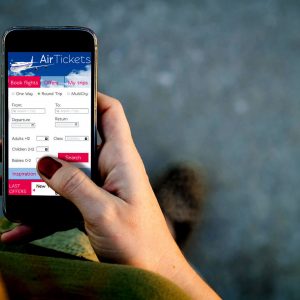 AirTickets
Book flights Offers My trips
One Way Round Trip MultiCity
From: To:
Departure Return
Adults +12 Class
Children 2-12
Babies 0-2 Search
Inspiration
LAST New
OFFERS